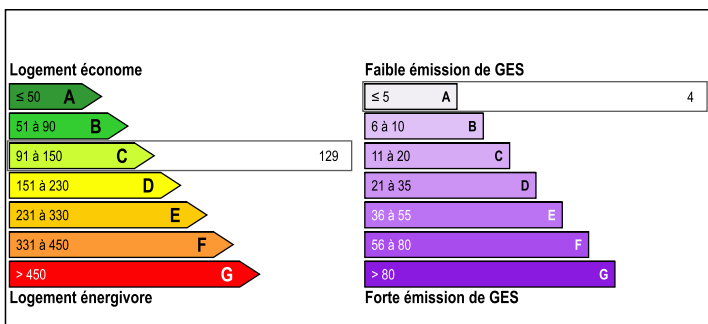 Logement économe
≤ 50 A
51 à 90 B
91 à 150 C 129
151 à 230 D
231 à 330 E
331 à 450 F
> 450 G
Logement énergivore
Faible émission de GES
≤ 5 A 4
6 à 10 B
11 à 20 C
21 à 35 D
36 à 55 E
56 à 80 F
> 80 G
Forte émission de GES